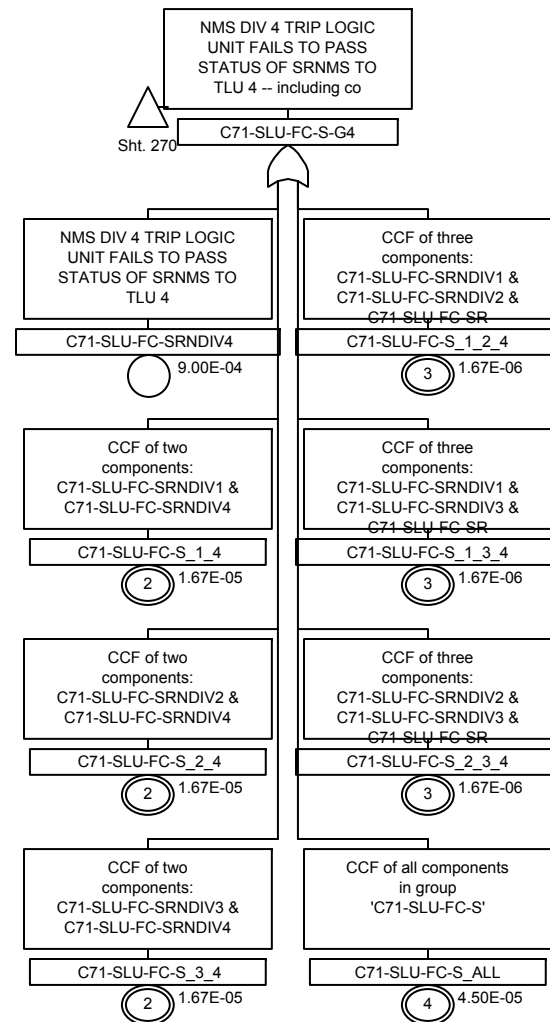 NMS DIV 4 TRIP LOGIC
UNIT FAILS TO PASS
STATUS OF SRNMS TO
TLU 4 -- including co
Sht. 270
C71-SLU-FC-S-G4
NMS DIV 4 TRIP LOGIC
UNIT FAILS TO PASS
STATUS OF SRNMS TO
TLU 4
C71-SLU-FC-SRNDIV4
9.00E-04
CCF of three
components:
C71-SLU-FC-SRNDIV1 &
C71-SLU-FC-SRNDIV2 &
C71-SLU-FC-SR
C71-SLU-FC-S_1_2_4
3
1.67E-06
CCF of two
components:
C71-SLU-FC-SRNDIV1 &
C71-SLU-FC-SRNDIV4
C71-SLU-FC-S_1_4
2
1.67E-05
CCF of three
components:
C71-SLU-FC-SRNDIV1 &
C71-SLU-FC-SRNDIV3 &
C71-SLU-FC-SR
C71-SLU-FC-S_1_3_4
3
1.67E-06
CCF of two
components:
C71-SLU-FC-SRNDIV2 &
C71-SLU-FC-SRNDIV4
C71-SLU-FC-S_2_4
2
1.67E-05
CCF of three
components:
C71-SLU-FC-SRNDIV2 &
C71-SLU-FC-SRNDIV3 &
C71-SLU-FC-SR
C71-SLU-FC-S_2_3_4
3
1.67E-06
CCF of two
components:
C71-SLU-FC-SRNDIV3 &
C71-SLU-FC-SRNDIV4
C71-SLU-FC-S_3_4
2
1.67E-05
CCF of all components
in group
'C71-SLU-FC-S'
C71-SLU-FC-S_ALL
4
4.50E-05